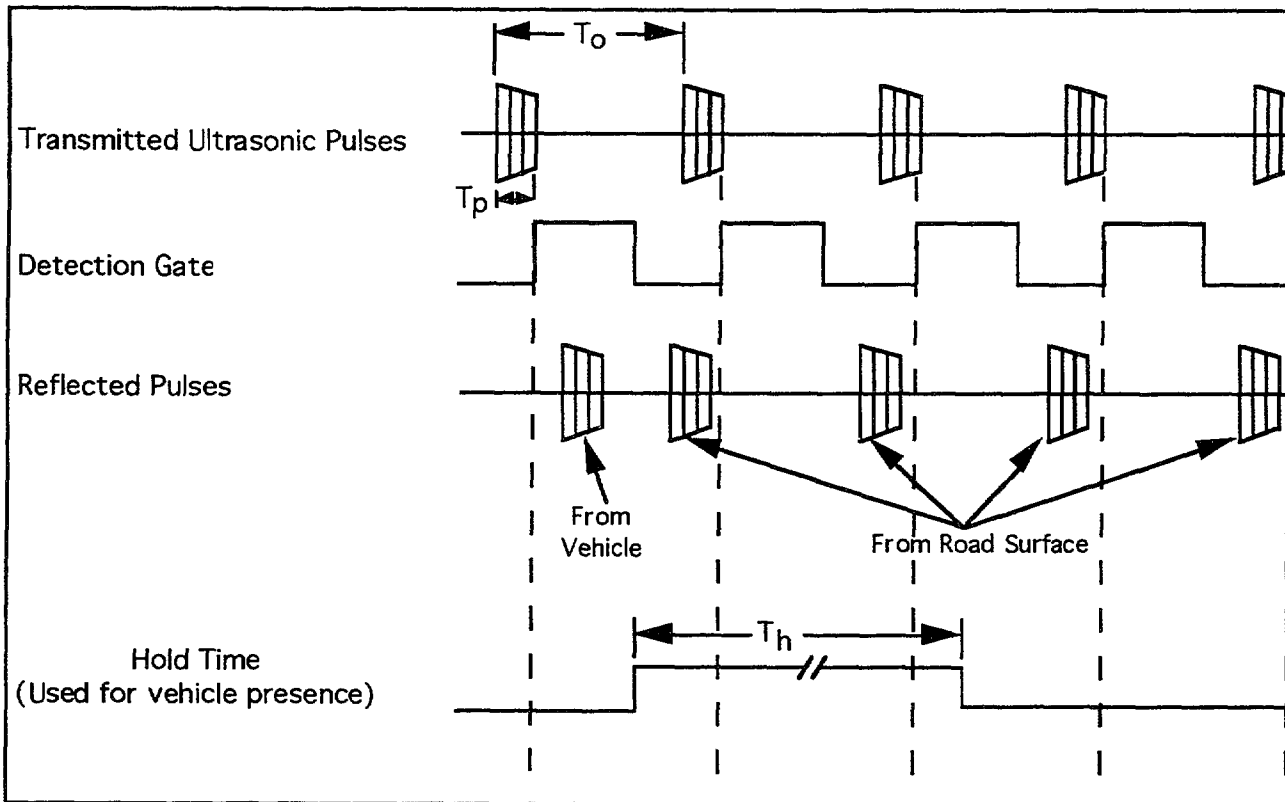 To
Transmitted Ultrasonic Pulses
Tp
Detection Gate
Reflected Pulses
From
Vehicle
From Road Surface
Th
Hold Time
(Used for vehicle presence)